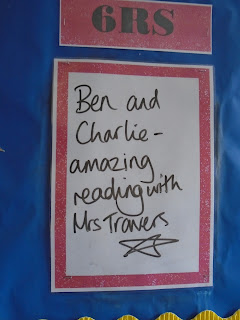 6RS
Ben and
Charlie -
amazing
reading with
Mrs Travers